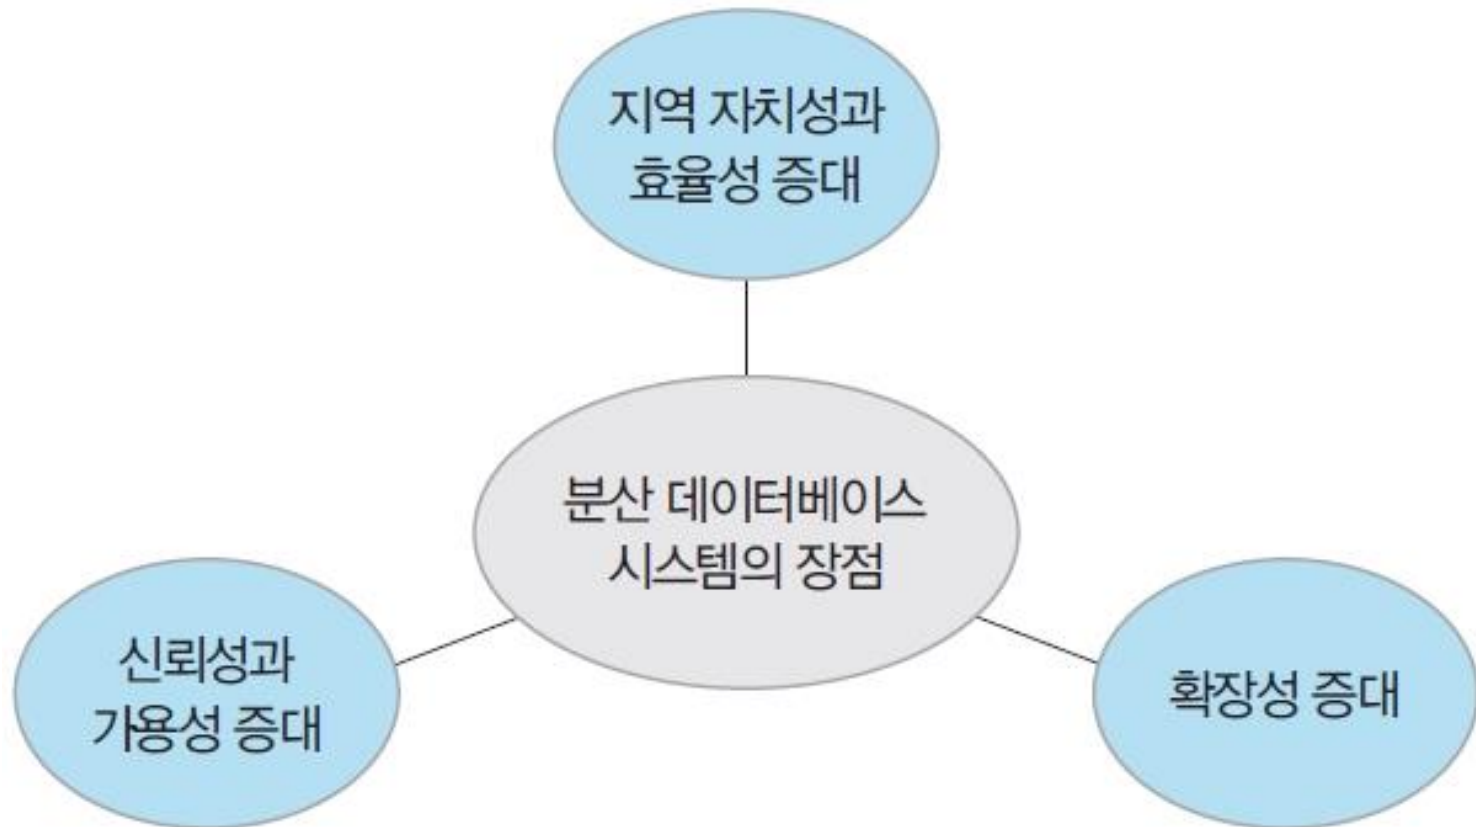 지역 자치성과
효율성 증대
분산 데이터베이스
시스템의 장점
신뢰성과
가용성 증대
확장성 증대